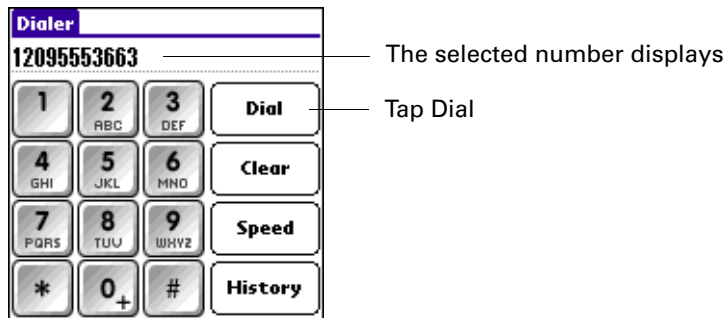 Dialer
12095553663
The selected number displays
1 2 ABC 3 DEF Dial
Tap Dial
4 GHI 5 JKL 6 MNO Clear
7 PQRS 8 TUV 9 WXYZ Speed
* 0+ # History